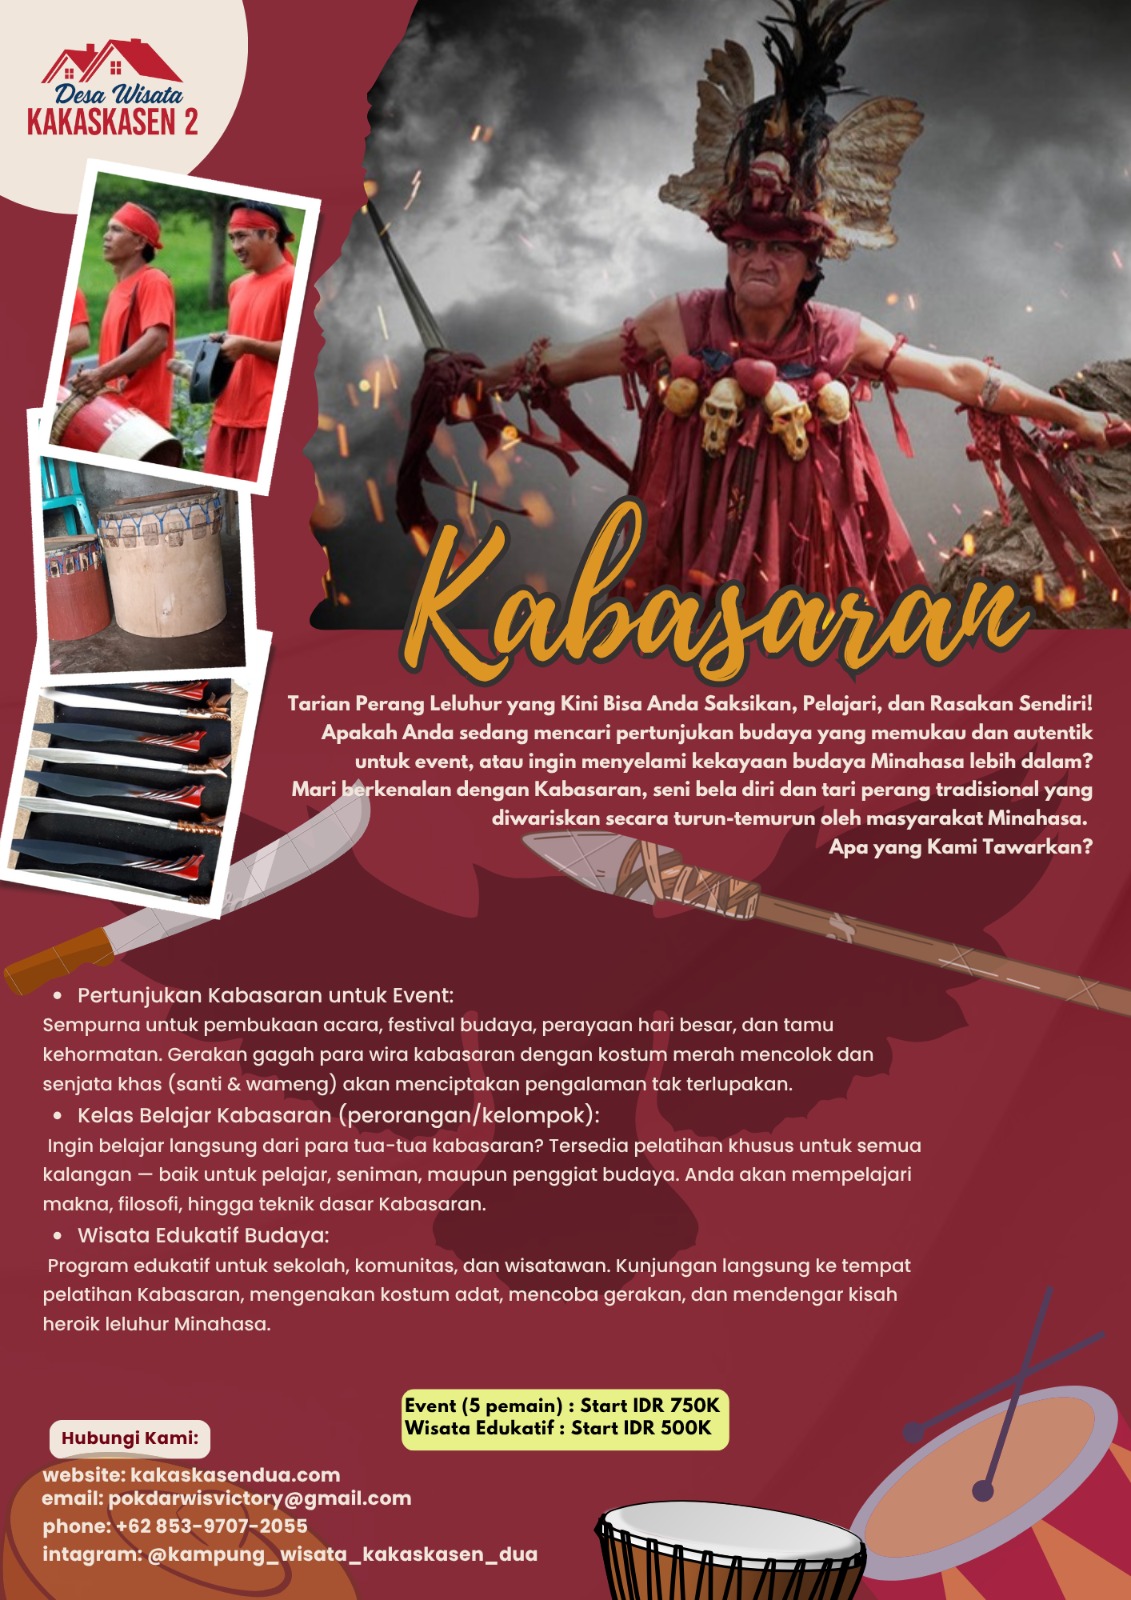 Desa Wisata
KAKASKASEN 2
Kabasaran
Tarian Perang Leluhur yang Kini Bisa Anda Saksikan, Pelajari, dan Rasakan Sendiri!
Apakah Anda sedang mencari pertunjukan budaya yang memukau dan autentik
untuk event, atau ingin menyelami kekayaan budaya Minahasa lebih dalam?
Mari berkenalan dengan Kabasaran, seni bela diri dan tari perang tradisional yang
diwariskan secara turun-temurun oleh masyarakat Minahasa.
Apa yang Kami Tawarkan?
• Pertunjukan Kabasaran untuk Event:
Sempurna untuk pembukaan acara, festival budaya, perayaan hari besar, dan tamu
kehormatan. Gerakan gagah para wira kabasaran dengan kostum merah mencolok dan
senjata khas (santi & wameng) akan menciptakan pengalaman tak terlupakan.
• Kelas Belajar Kabasaran (perorangan/kelompok):
Ingin belajar langsung dari para tua-tua kabasaran? Tersedia pelatihan khusus untuk semua
kalangan — baik untuk pelajar, seniman, maupun penggiat budaya. Anda akan mempelajari
makna, filosofi, hingga teknik dasar Kabasaran.
• Wisata Edukatif Budaya:
Program edukatif untuk sekolah, komunitas, dan wisatawan. Kunjungan langsung ke tempat
pelatihan Kabasaran, mengenakan kostum adat, mencoba gerakan, dan mendengar kisah
heroik leluhur Minahasa.
Event (5 pemain) : Start IDR 750K
Wisata Edukatif : Start IDR 500K
Hubungi Kami:
website: kakaskasendua.com
email: pokdarwisvictory@gmail.com
phone: +62 853-9707-2055
intagram: @kampung_wisata_kakaskasen_dua